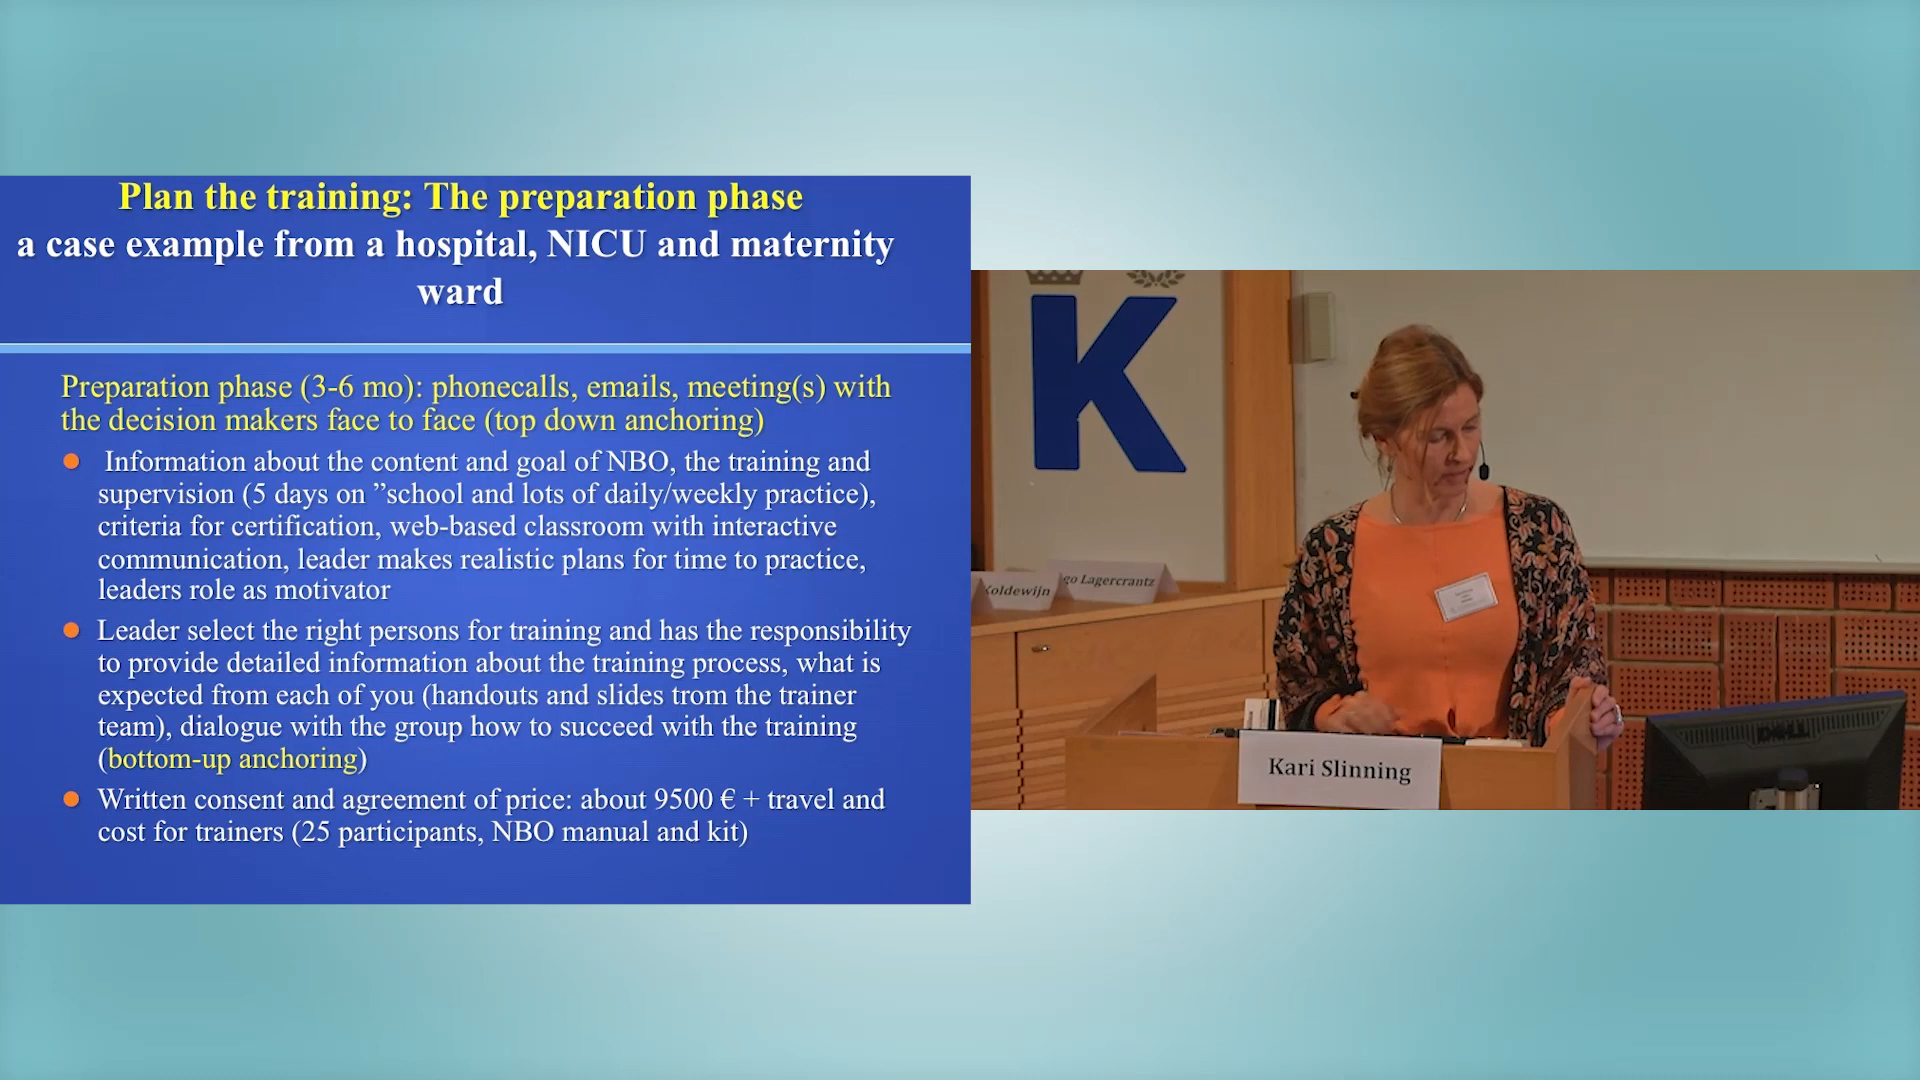 Plan the training: The preparation phase
a case example from a hospital, NICU and maternity
ward
Preparation phase (3-6 mo): phonecalls, emails, meeting(s) with
the decision makers face to face (top down anchoring)
Information about the content and goal of NBO, the training and
supervision (5 days on ”school and lots of daily/weekly practice),
criteria for certification, web-based classroom with interactive
communication, leader makes realistic plans for time to practice,
leaders role as motivator
Leader select the right persons for training and has the responsibility
to provide detailed information about the training process, what is
expected from each of you (handouts and slides trom the trainer
team), dialogue with the group how to succeed with the training
(bottom-up anchoring)
Written consent and agreement of price: about 9500 € + travel and
cost for trainers (25 participants, NBO manual and kit)
K
Koldewijn
go Lagercrantz
Kari Slinning
DELL